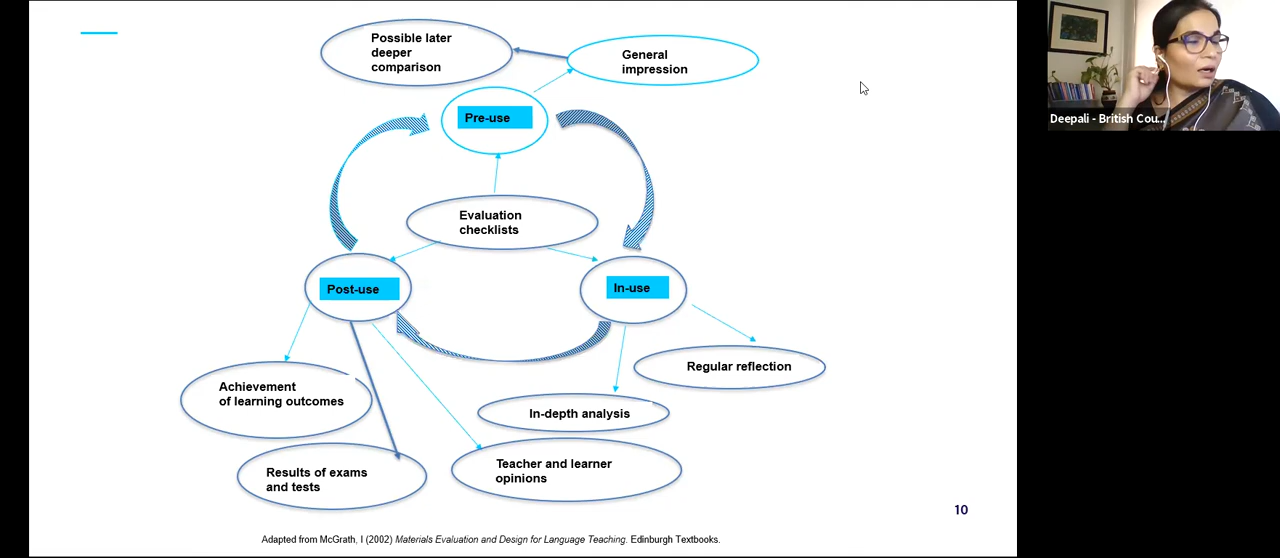 Possible later
deeper
comparison
General
impression
Pre-use
Evaluation
checklists
Post-use
In-use
Regular reflection
Achievement
of learning outcomes
In-depth analysis
Teacher and learner
opinions
Results of exams
and tests
10
Adapted from McGrath, I (2002) Materials Evaluation and Design for Language Teaching. Edinburgh Textbooks.
Deepali - British Cou...